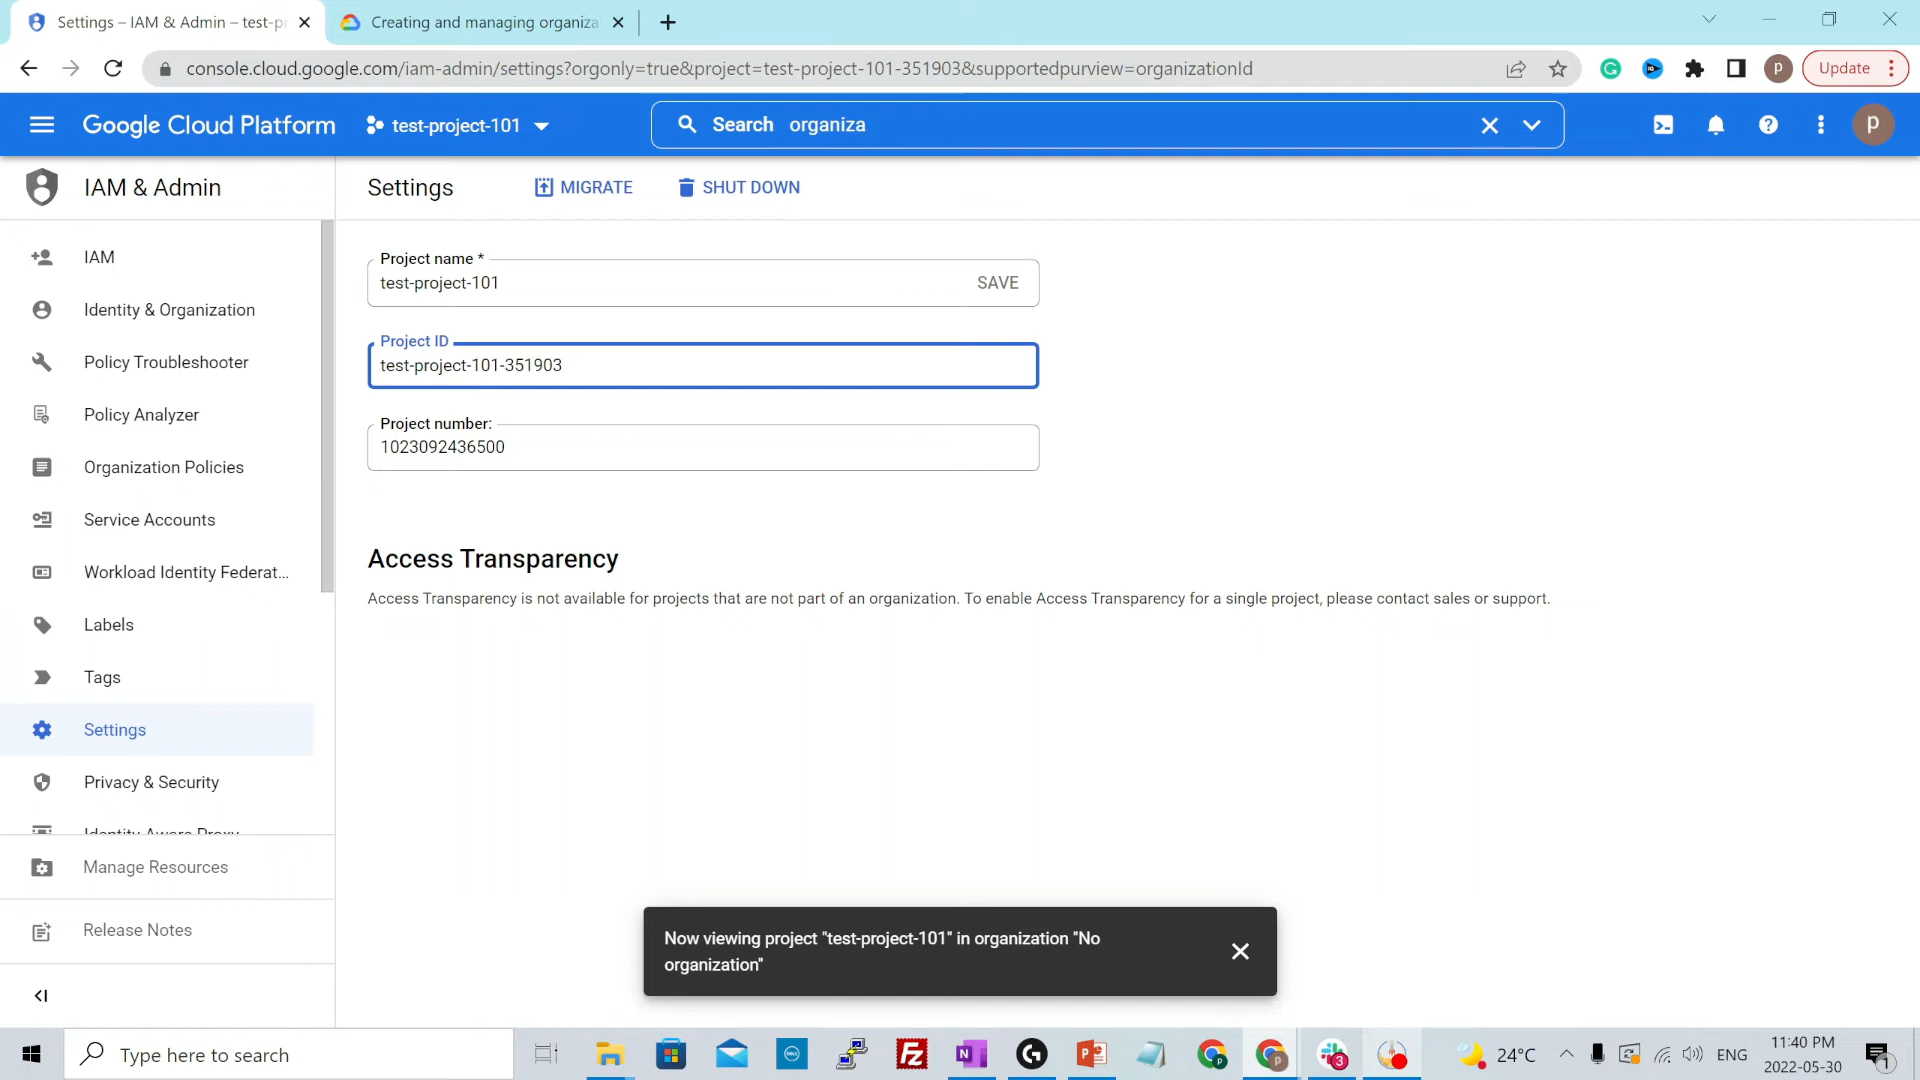 Settings – IAM & Admin – test-p
Creating and managing organiza
console.cloud.google.com/iam-admin/settings?orgonly=true&project=test-project-101-351903&supportedpurview=organizationId
P
Update
Google Cloud Platform
test-project-101
Search organiza
p
IAM & Admin
Settings
MIGRATE
SHUT DOWN
IAM
Identity & Organization
Policy Troubleshooter
Policy Analyzer
Organization Policies
Service Accounts
Workload Identity Federat...
Labels
Tags
Settings
Privacy & Security
Identity-Aware Proxy
Manage Resources
Release Notes
Project name *
test-project-101
SAVE
Project ID
test-project-101-351903
Project number:
1023092436500
Access Transparency
Access Transparency is not available for projects that are not part of an organization. To enable Access Transparency for a single project, please contact sales or support.
Now viewing project "test-project-101" in organization "No
organization"
Type here to search
24°C
ENG
11:40 PM
2022-05-30
1